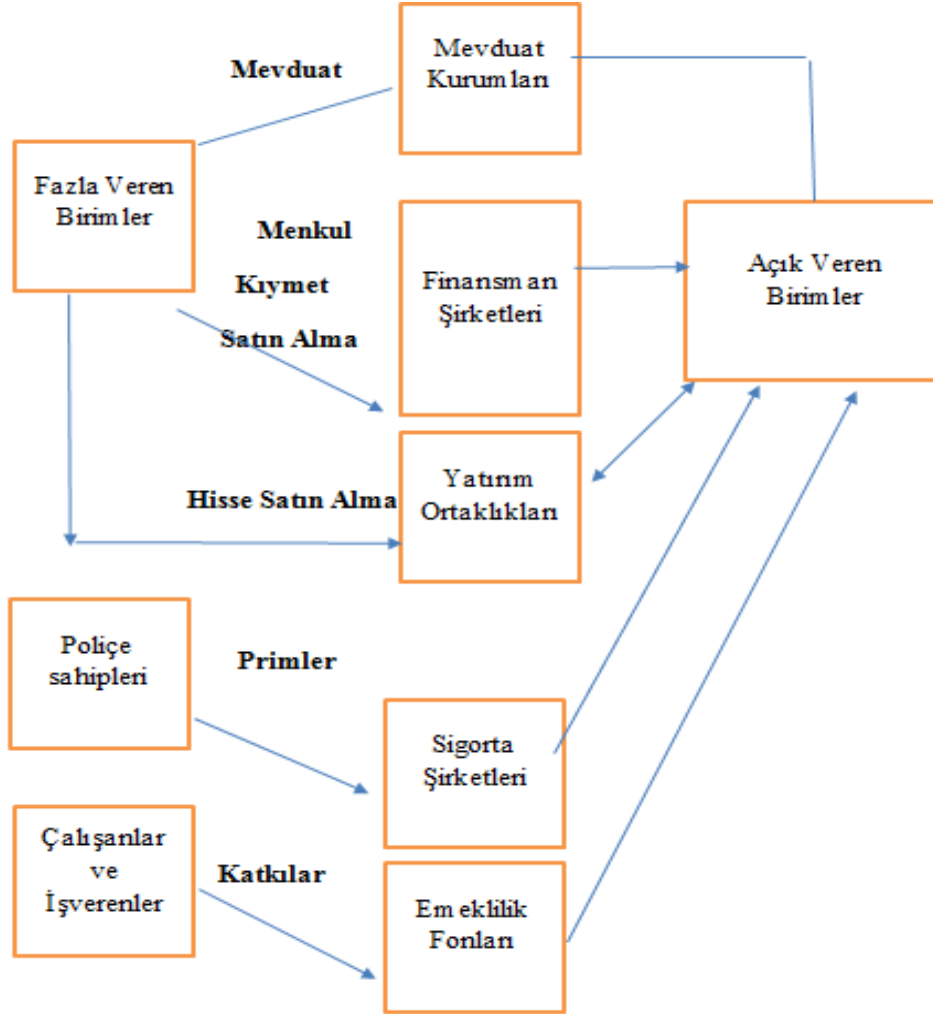 Mevduat
Mevduat
Kurumları
Fazla Veren
Birimler
Menkul
Kıymet
Satın Alma
Finansman
Şirketleri
Açık Veren
Birimler
Hisse Satın Alma
Yatırım
Ortaklıkları
Poliçe
sahipleri
Primler
Sigorta
Şirketleri
Çalışanlar
ve
İşverenler
Katkılar
Emeklilik
Fonları